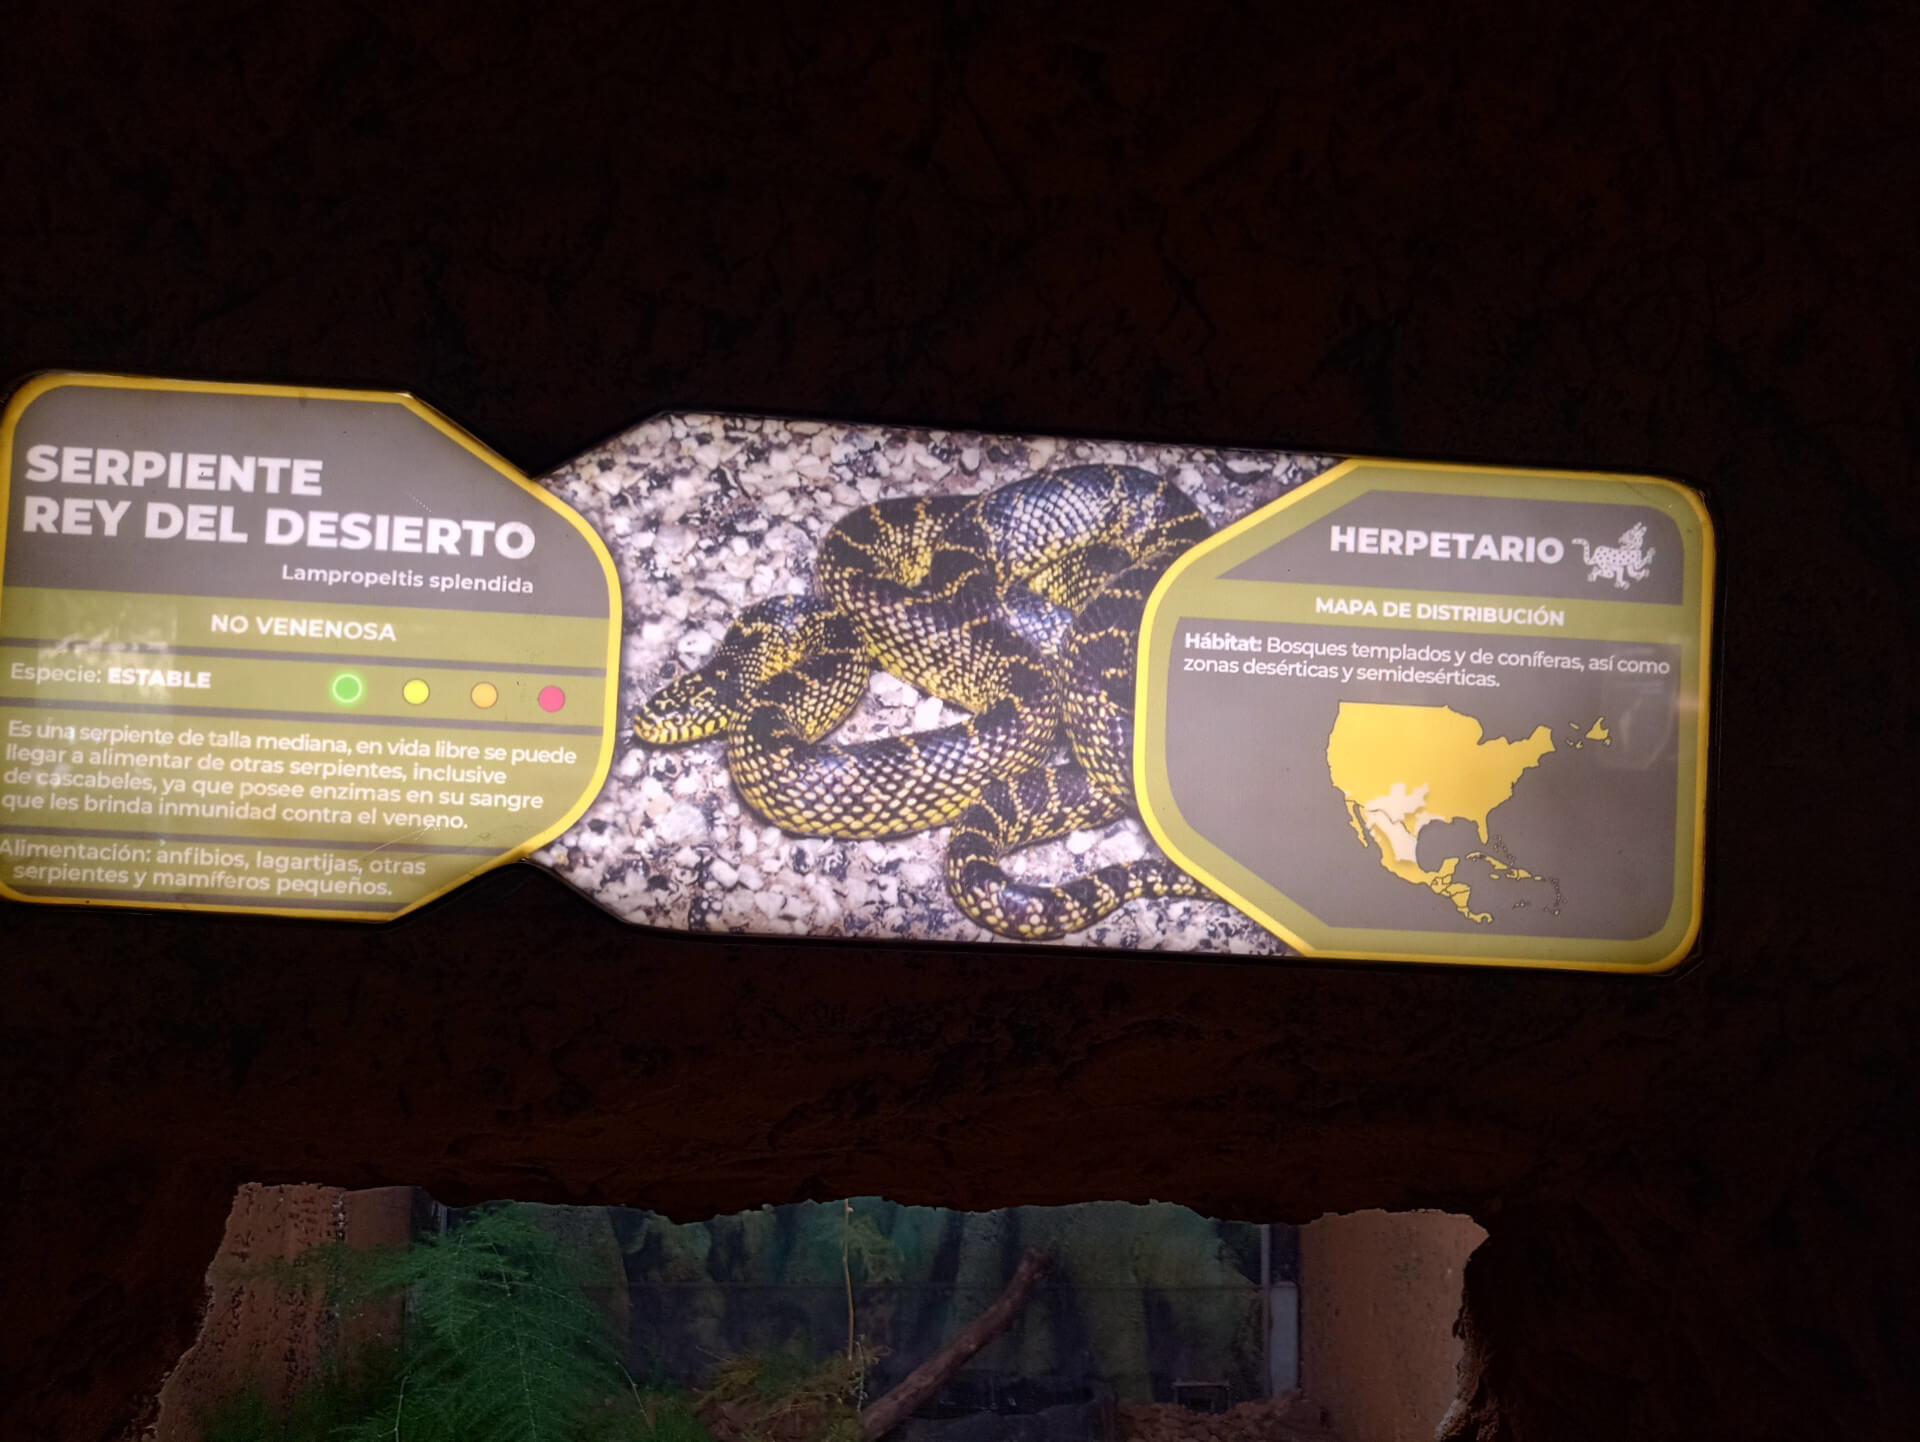 SERPIENTE
REY DEL DESIERTO
Lampropeltis splendida
NO VENENOSA
Especie: ESTABLE
Es una serpiente de talla mediana, en vida libre se puede
llegar a alimentar de otras serpientes, inclusive
de cascabeles, ya que posee enzimas en su sangre
que les brinda inmunidad contra el veneno.
Alimentación: anfibios, lagartijas, otras
serpientes y mamíferos pequeños.
HERPETARIO
MAPA DE DISTRIBUCIÓN
Hábitat: Bosques templados y de coníferas, así como
zonas desérticas y semidesérticas.